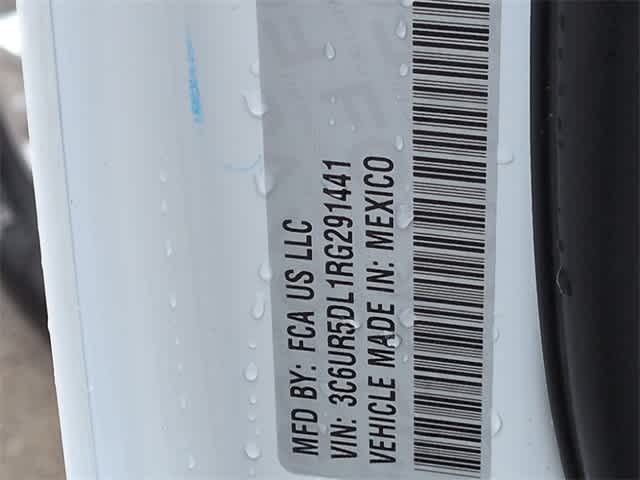 MFD BY: FCA US LLC
VIN: 3C6UR5DL1RG291441
VEHICLE MADE IN: MEXICO